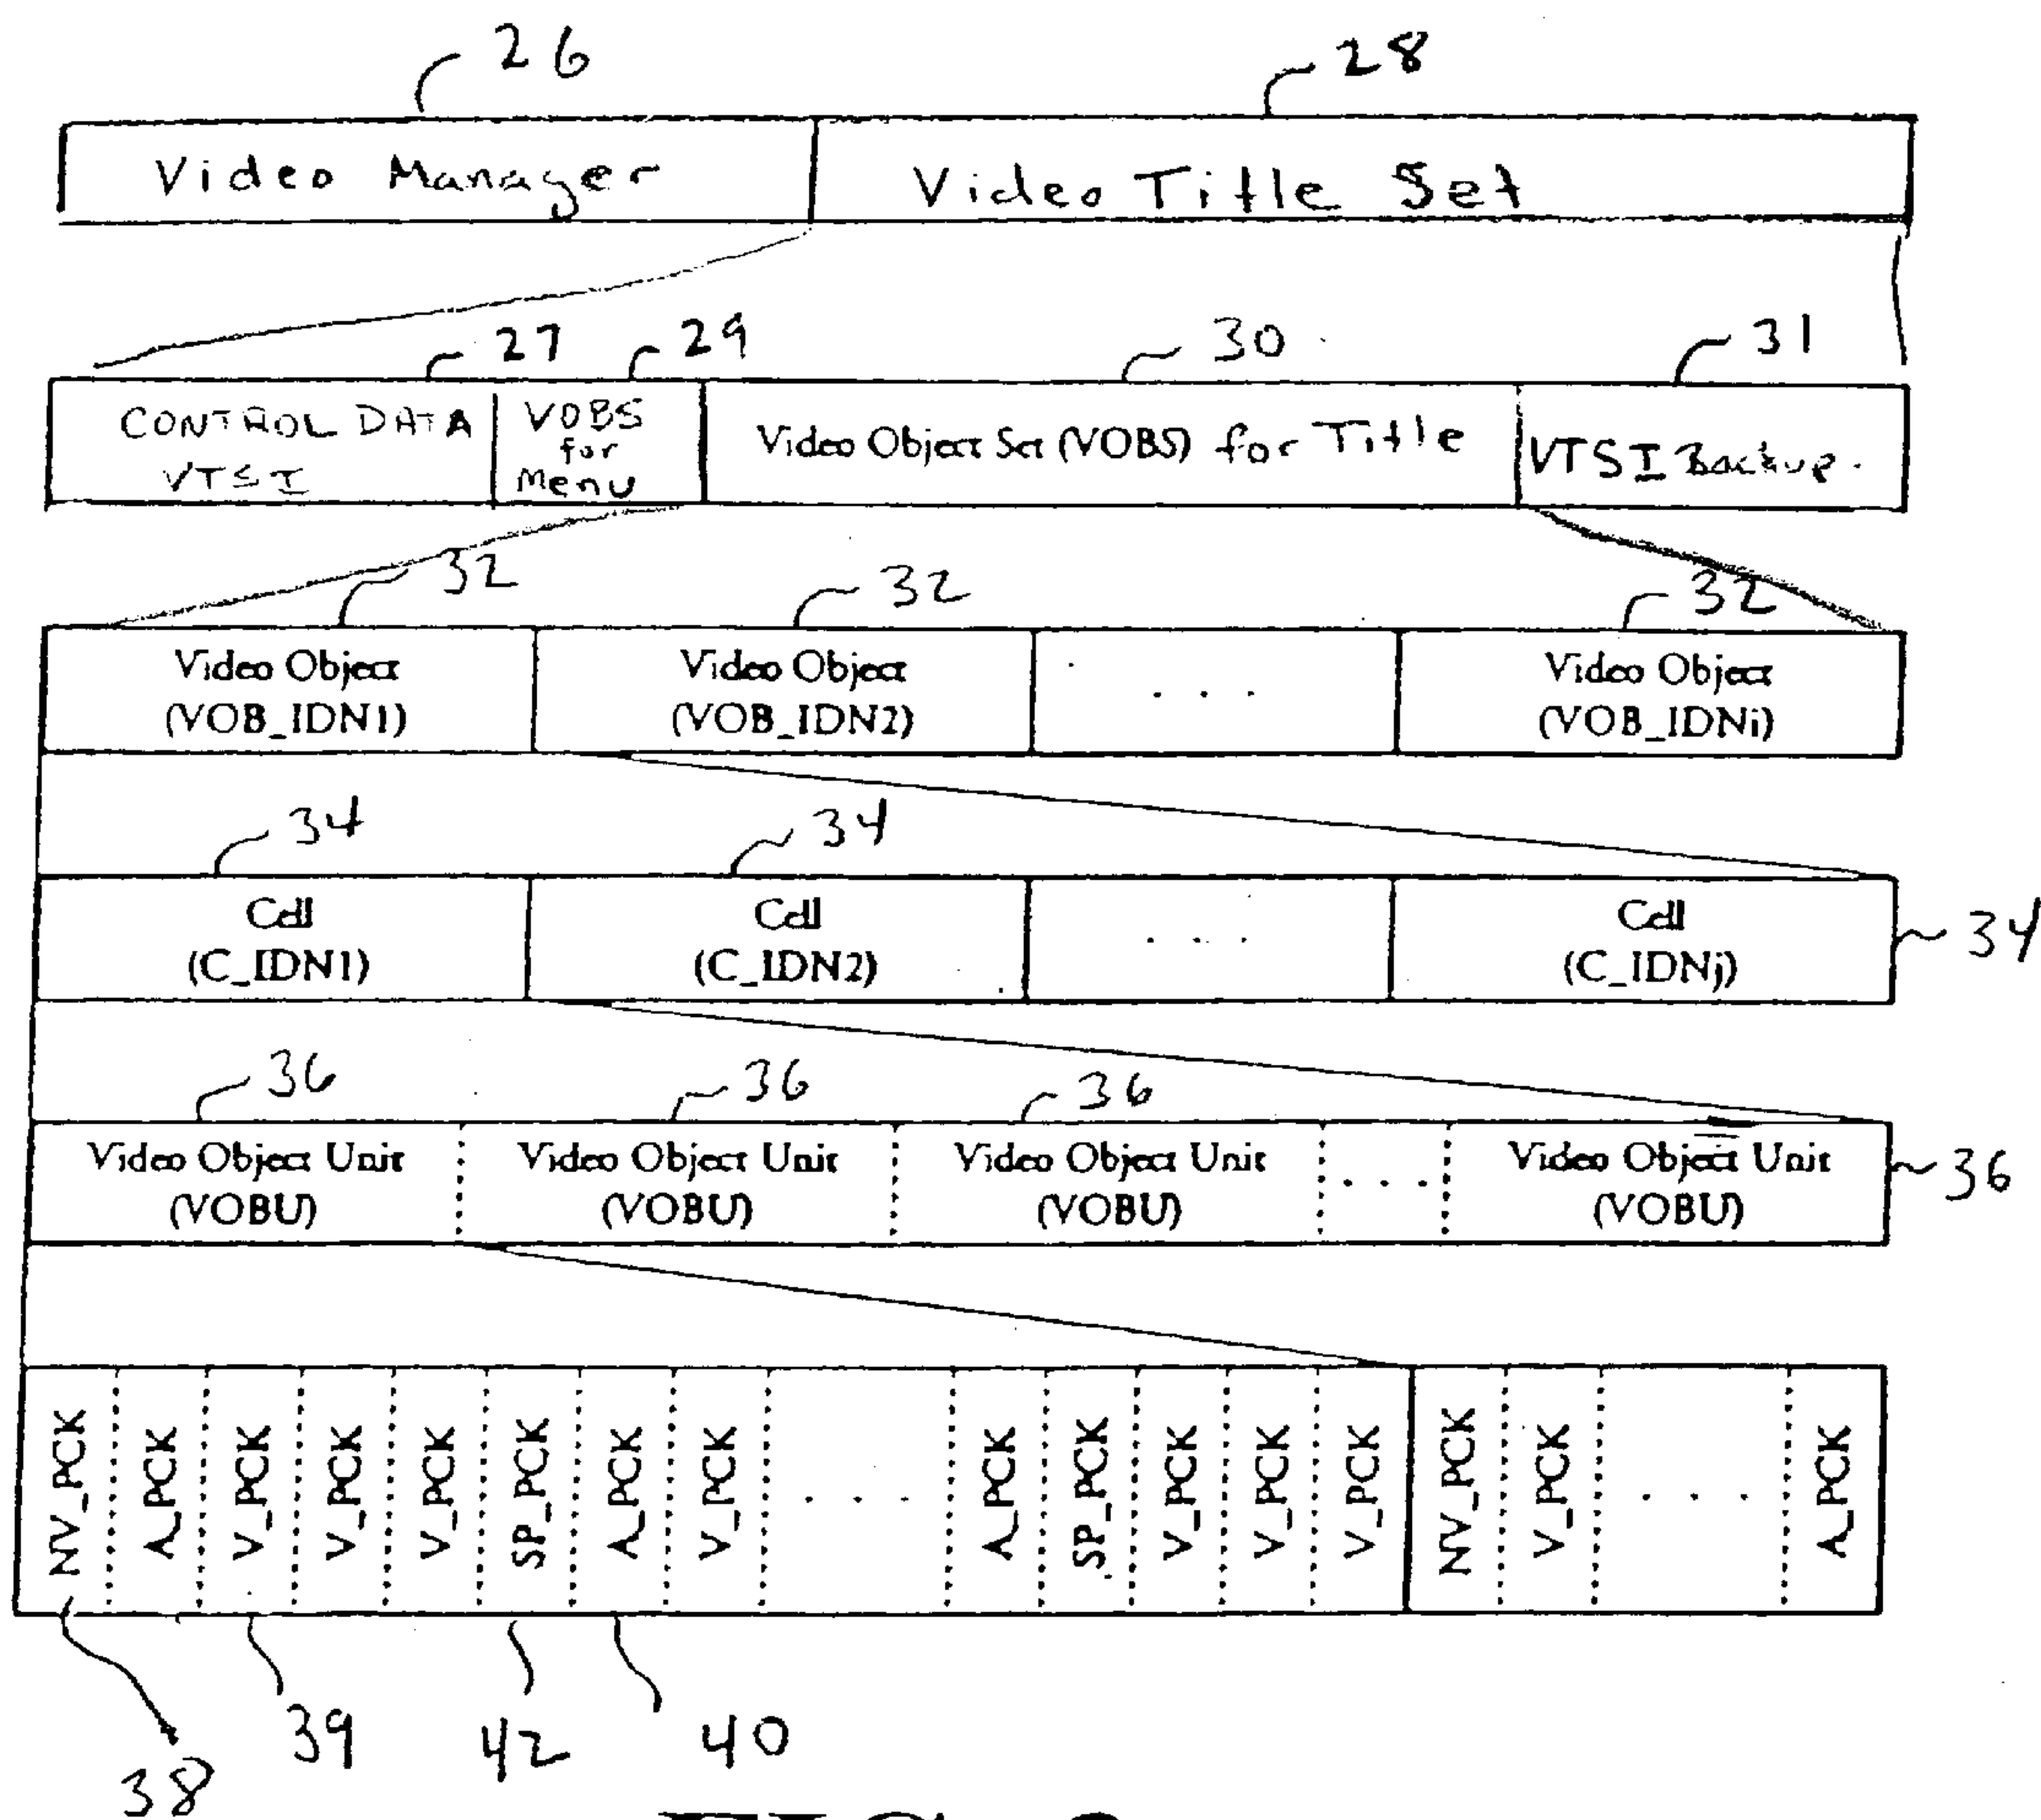 26 28
Video Manager Video Title Set
27 29 30 31
CONTROL DATA VTSI
VOBS for Menu
Video Object Set (VOBS) for Title
VTSI Backup.
32 32 32
Video Object (VOB_IDN1)
Video Object (VOB_IDN2)
. . .
Video Object (VOB_IDNi)
34 34
Cell (C_IDN1)
Cell (C_IDN2)
. . .
Cell (C_IDNj)
34
36 36 36
Video Object Unit (VOBU)
Video Object Unit (VOBU)
Video Object Unit (VOBU)
. . .
Video Object Unit (VOBU)
36
NV_PCK
A_PCK
V_PCK
V_PCK
V_PCK
SP_PCK
A_PCK
V_PCK
. . . .
A_PCK
SP_PCK
V_PCK
V_PCK
V_PCK
NV_PCK
V_PCK
. . .
A_PCK
38 39 42 40